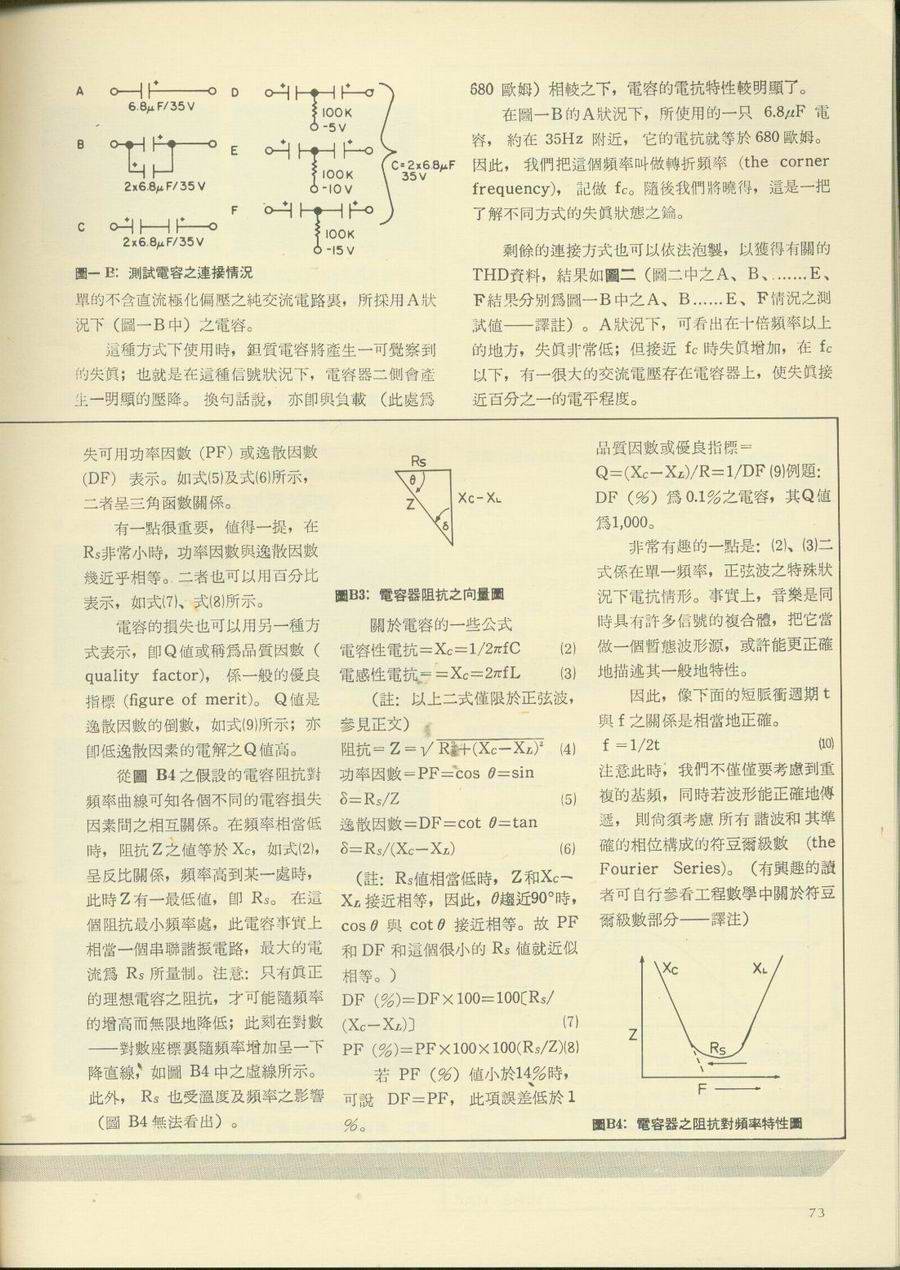 A
6.8μF/35V
B
2x6.8μF/35V
C
2x6.8μF/35V
D
100K
-5V
E
100K
-10V
F
100K
-15V
C=2x6.8μF
35V
圖一 B: 測試電容之連接情況
單的不含直流極化偏壓之純交流電路裏，所採用A狀
況下（圖一B中）之電容。
這種方式下使用時，鉭質電容將產生一可覺察到
的失眞；也就是在這種信號狀況下，電容器二側會產
生一明顯的壓降。 換句話說， 亦卽與負載 （此處爲
680 歐姆）相較之下，電容的電抗特性較明顯了。
在圖一B的A狀況下，所使用的一只 6.8μF 電
容， 約在 35Hz 附近， 它的電抗就等於 680 歐姆。
因此， 我們把這個頻率叫做轉折頻率 (the corner
frequency)， 記做 fc。隨後我們將曉得，這是一把
了解不同方式的失眞狀態之鑰。
剩餘的連接方式也可以依法泡製，以獲得有關的
THD資料，結果如圖二（圖二中之A、 B、……E、
F結果分別爲圖一B中之A、 B……E、 F情況之測
試値——譯註）。A狀況下，可看出在十倍頻率以上
的地方，失眞非常低；但接近 fc 時失眞增加，在 fc
以下，有一很大的交流電壓存在電容器上，使失眞接
近百分之一的電平程度。
失可用功率因數 (PF) 或逸散因數
(DF) 表示。如式(5)及式(6)所示，
二者呈三角函數關係。
有一點很重要，値得一提，在
Rs非常小時，功率因數與逸散因數
幾近乎相等。二者也可以用百分比
表示，如式(7)、式(8)所示。
電容的損失也可以用另一種方
式表示，卽Q値或稱爲品質因數（
quality factor)， 係一般的優良
指標 (figure of merit)。 Q値是
逸散因數的倒數，如式(9)所示；亦
卽低逸散因素的電解之Q値高。
從圖 B4 之假設的電容阻抗對
頻率曲線可知各個不同的電容損失
因素間之相互關係。在頻率相當低
時，阻抗Z之値等於 Xc，如式(2)，
呈反比關係，頻率高到某一處時，
此時Z有一最低値，卽 Rs。 在這
個阻抗最小頻率處，此電容事實上
相當一個串聯諧振電路，最大的電
流爲 Rs 所量制。注意：只有眞正
的理想電容之阻抗，才可能隨頻率
的增高而無限地降低；此刻在對數
——對數座標裏隨頻率增加呈一下
降直線，如圖 B4 中之虛線所示。
此外， Rs 也受溫度及頻率之影響
（圖 B4 無法看出）。
Rs
θ
Z
Xc-XL
δ
圖B3: 電容器阻抗之向量圖
關於電容的一些公式
電容性電抗=Xc=1/2πfC (2)
電感性電抗==Xc=2πfL (3)
（註：以上二式僅限於正弦波，
參見正文）
阻抗=Z=√R²+(Xc-XL)² (4)
功率因數=PF=cos θ=sin
δ=Rs/Z (5)
逸散因數=DF=cot θ=tan
δ=Rs/(Xc-XL) (6)
（註：Rs値相當低時， Z和Xc-
XL 接近相等，因此，θ趨近90°時，
cosθ 與 cotθ 接近相等。故 PF
和 DF 和這個很小的 Rs 値就近似
相等。）
DF (%)=DF×100=100〔Rs/
(Xc-XL)〕 (7)
PF (%)=PF×100×100(Rs/Z)(8)
若 PF (%) 値小於14%時，
可說 DF=PF， 此項誤差低於 1
%。
品質因數或優良指標=
Q=(Xc-XL)/R=1/DF (9)例題：
DF (%) 爲 0.1%之電容，其Q値
爲1,000。
非常有趣的一點是：(2)、(3)二
式係在單一頻率，正弦波之特殊狀
況下電抗情形。事實上，音樂是同
時具有許多信號的複合體，把它當
做一個暫態波形源，或許能更正確
地描述其一般地特性。
因此，像下面的短脈衝週期 t
與 f 之關係是相當地正確。
f =1/2t (10)
注意此時，我們不僅僅要考慮到重
複的基頻，同時若波形能正確地傳
遞， 則尙須考慮 所有 諧波和 其準
確的相位構成的符豆爾級數 (the
Fourier Series)。（有興趣的讀
者可自行參看工程數學中關於符豆
爾級數部分——譯注）
Xc
XL
Z
Rs
F
圖B4: 電容器之阻抗對頻率特性圖
73